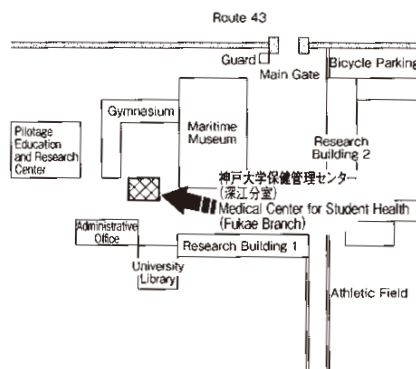 Route 43
Guard
Main Gate
Bicycle Parking
Gymnasium
Maritime
Museum
Pilotage
Education
and Research
Center
Research
Building 2
神戸大学保健管理センター
(深江分室)
Medical Center for Student Health
(Fukae Branch)
Administrative
Office
Research Building 1
University
Library
Athletic Field